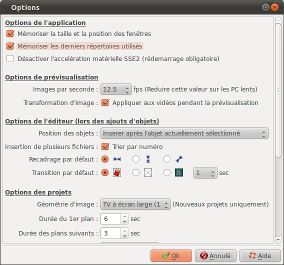 Options
Options de l'application
Mémoriser la taille et la position des fenêtres
Mémoriser les derniers répertoires utilisés
Désactiver l'accélération matérielle SSE2 (rédemarrage obligatoire)
Options de prévisualisation
Images par seconde : 12.5 fps (Reduire cette valeur sur les PC lents)
Transformation d'image : Appliquer aux vidéos pendant la prévisualisation
Options de l'éditeur (lors des ajouts d'objets)
Position des objets : Inserer après l'objet actuellement sélectionné
Insertion de plusieurs fichiers : Trier par numéro
Recadrage par défaut :
Transition par défaut : 1 sec
Options des projets
Géométrie d'image : TV à écran large (1 (Nouveaux projets uniquement)
Durée du 1er plan : 6 sec
Durée des plans suivants : 3 sec
Ok Annulé Aide